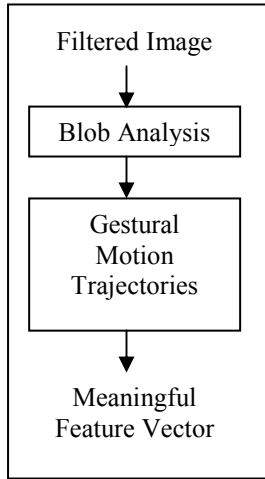 Filtered Image
Blob Analysis
Gestural
Motion
Trajectories
Meaningful
Feature Vector